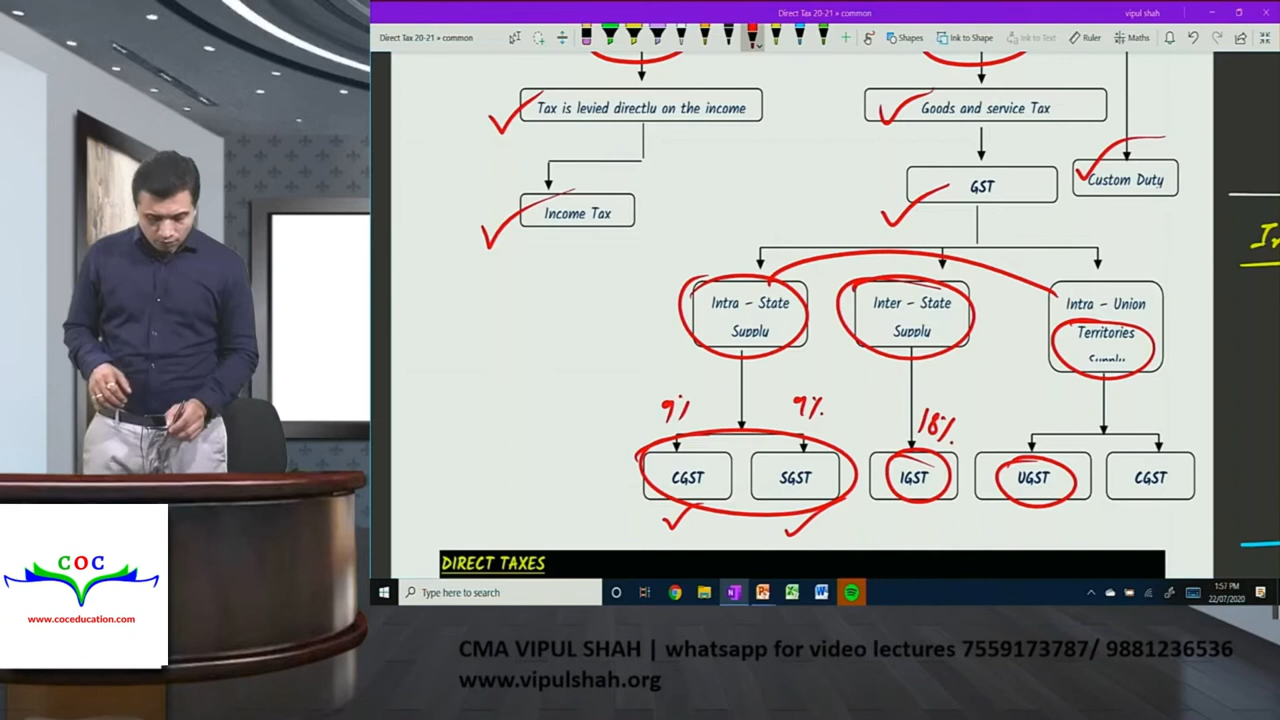 Direct Tax 20-21 » common
vipul shah
Direct Tax 20-21 » common
Shapes
Ink to Shape
Ink to Text
Ruler
Maths
Tax is levied directlu on the income
Goods and service Tax
Income Tax
GST
Custom Duty
Intra - State
Supply
Inter - State
Supply
Intra - Union
Territories
Supply
9%
9%
18%
CGST
SGST
IGST
UGST
CGST
DIRECT TAXES
Type here to search
1:57 PM
22/07/2020
COC
www.coceducation.com
CMA VIPUL SHAH | whatsapp for video lectures 7559173787/ 9881236536
www.vipulshah.org